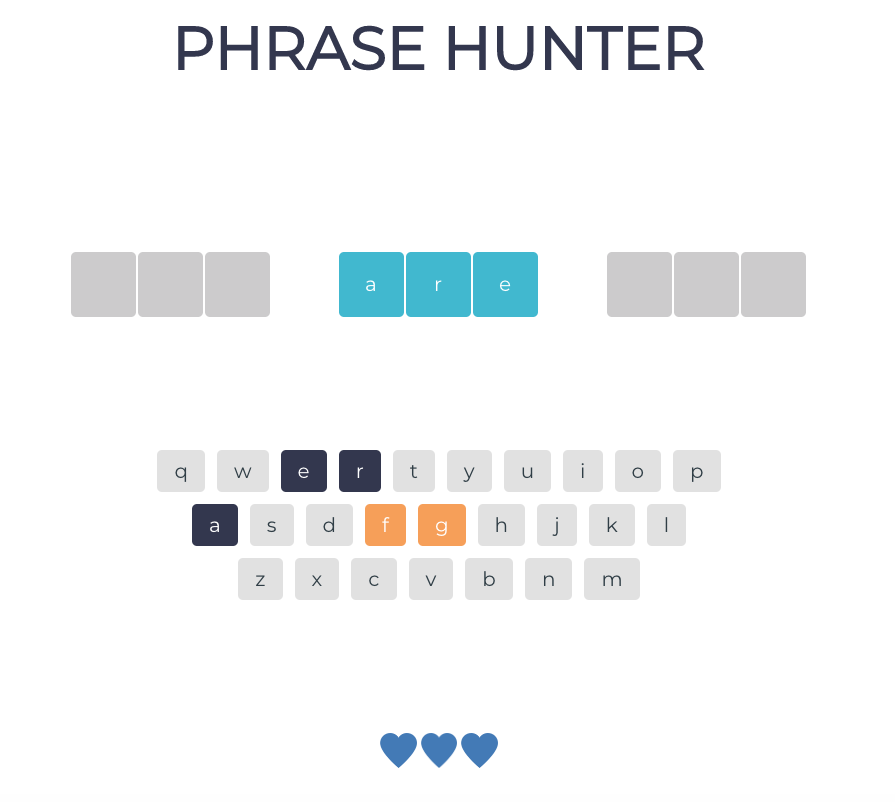 PHRASE HUNTER
a r e
q w e r t y u i o p
a s d f g h j k l
z x c v b n m